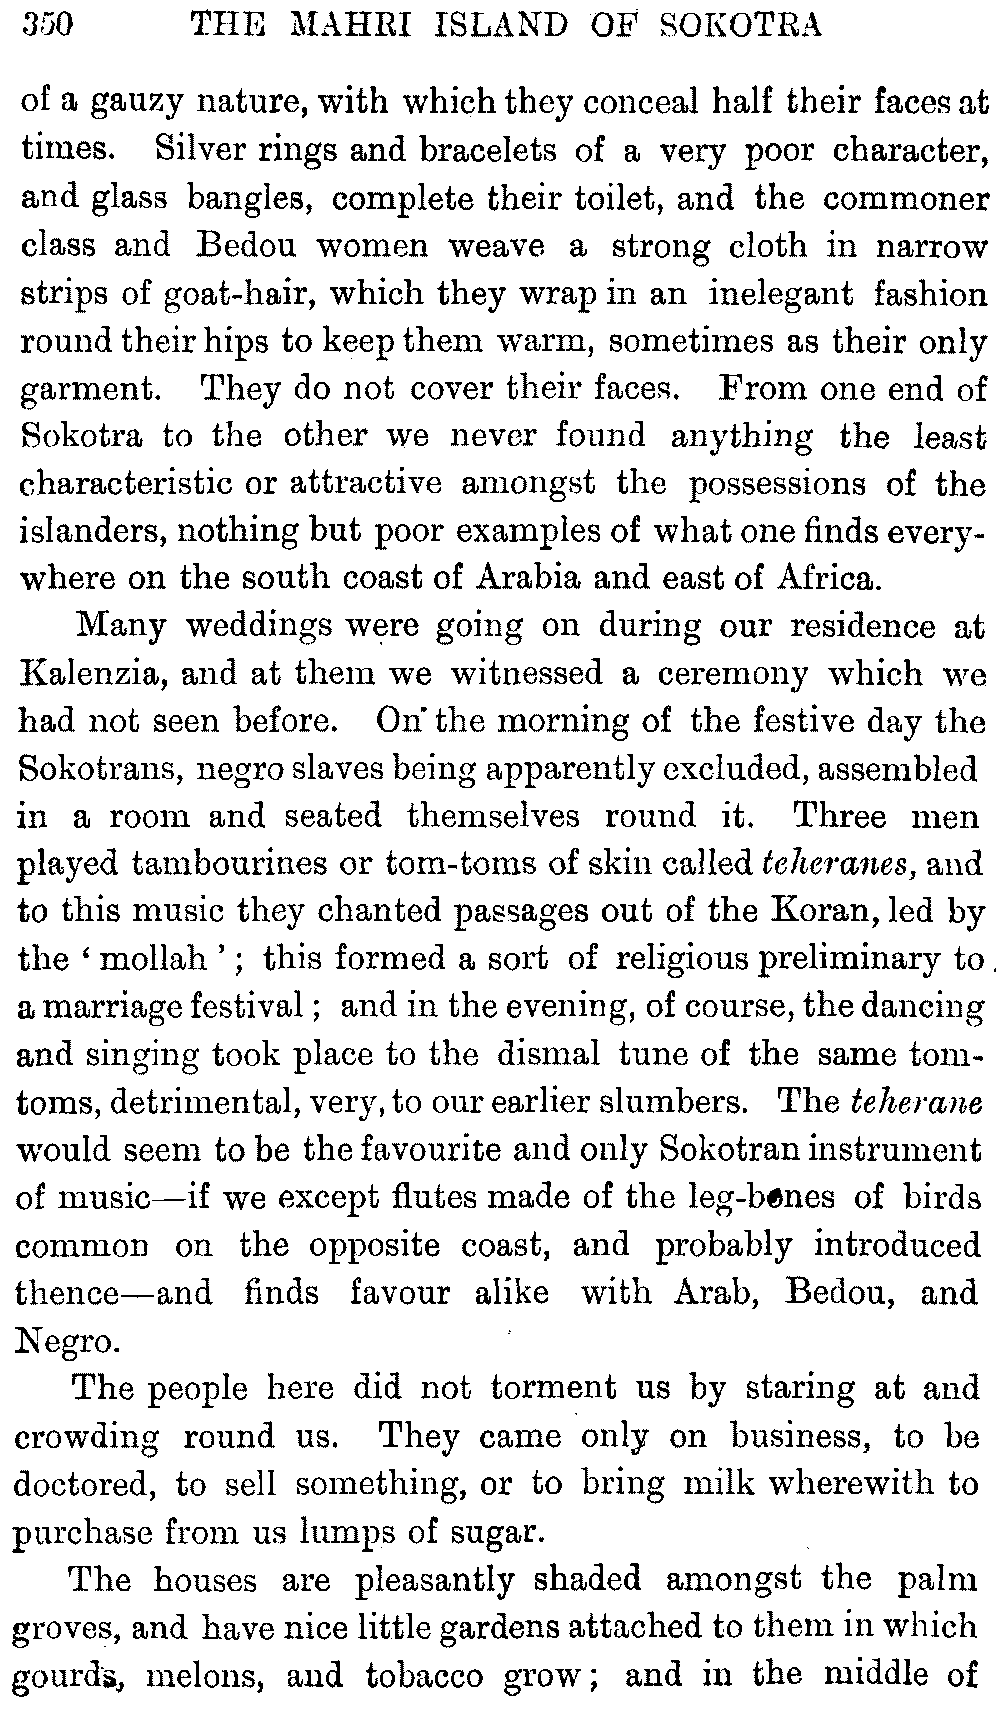 350 THE MAHRI ISLAND OF SOKOTRA
of a gauzy nature, with which they conceal half their faces at
times. Silver rings and bracelets of a very poor character,
and glass bangles, complete their toilet, and the commoner
class and Bedou women weave a strong cloth in narrow
strips of goat-hair, which they wrap in an inelegant fashion
round their hips to keep them warm, sometimes as their only
garment. They do not cover their faces. From one end of
Sokotra to the other we never found anything the least
characteristic or attractive amongst the possessions of the
islanders, nothing but poor examples of what one finds every-
where on the south coast of Arabia and east of Africa.
Many weddings were going on during our residence at
Kalenzia, and at them we witnessed a ceremony which we
had not seen before. On the morning of the festive day the
Sokotrans, negro slaves being apparently excluded, assembled
in a room and seated themselves round it. Three men
played tambourines or tom-toms of skin called teheranes, and
to this music they chanted passages out of the Koran, led by
the ‘mollah’; this formed a sort of religious preliminary to
a marriage festival; and in the evening, of course, the dancing
and singing took place to the dismal tune of the same tom-
toms, detrimental, very, to our earlier slumbers. The teherane
would seem to be the favourite and only Sokotran instrument
of music—if we except flutes made of the leg-bones of birds
common on the opposite coast, and probably introduced
thence—and finds favour alike with Arab, Bedou, and
Negro.
The people here did not torment us by staring at and
crowding round us. They came only on business, to be
doctored, to sell something, or to bring milk wherewith to
purchase from us lumps of sugar.
The houses are pleasantly shaded amongst the palm
groves, and have nice little gardens attached to them in which
gourds, melons, and tobacco grow; and in the middle of